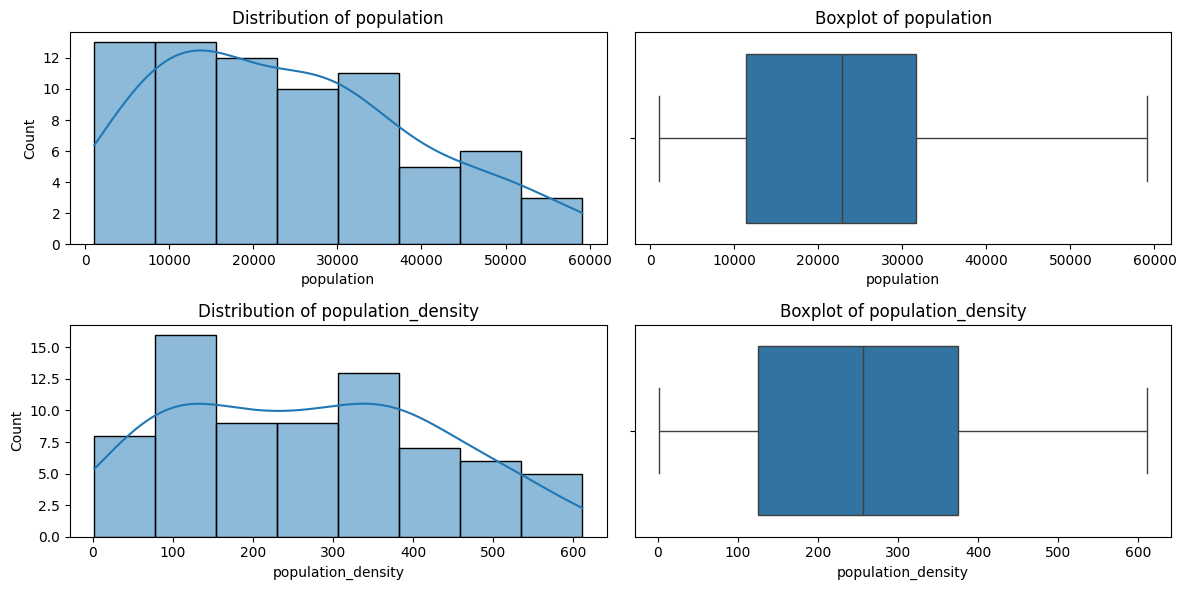 Distribution of population
Count
12
10
8
6
4
2
0
0 10000 20000 30000 40000 50000 60000
population
Boxplot of population
0 10000 20000 30000 40000 50000 60000
population
Distribution of population_density
Count
15.0
12.5
10.0
7.5
5.0
2.5
0.0
0 100 200 300 400 500 600
population_density
Boxplot of population_density
0 100 200 300 400 500 600
population_density